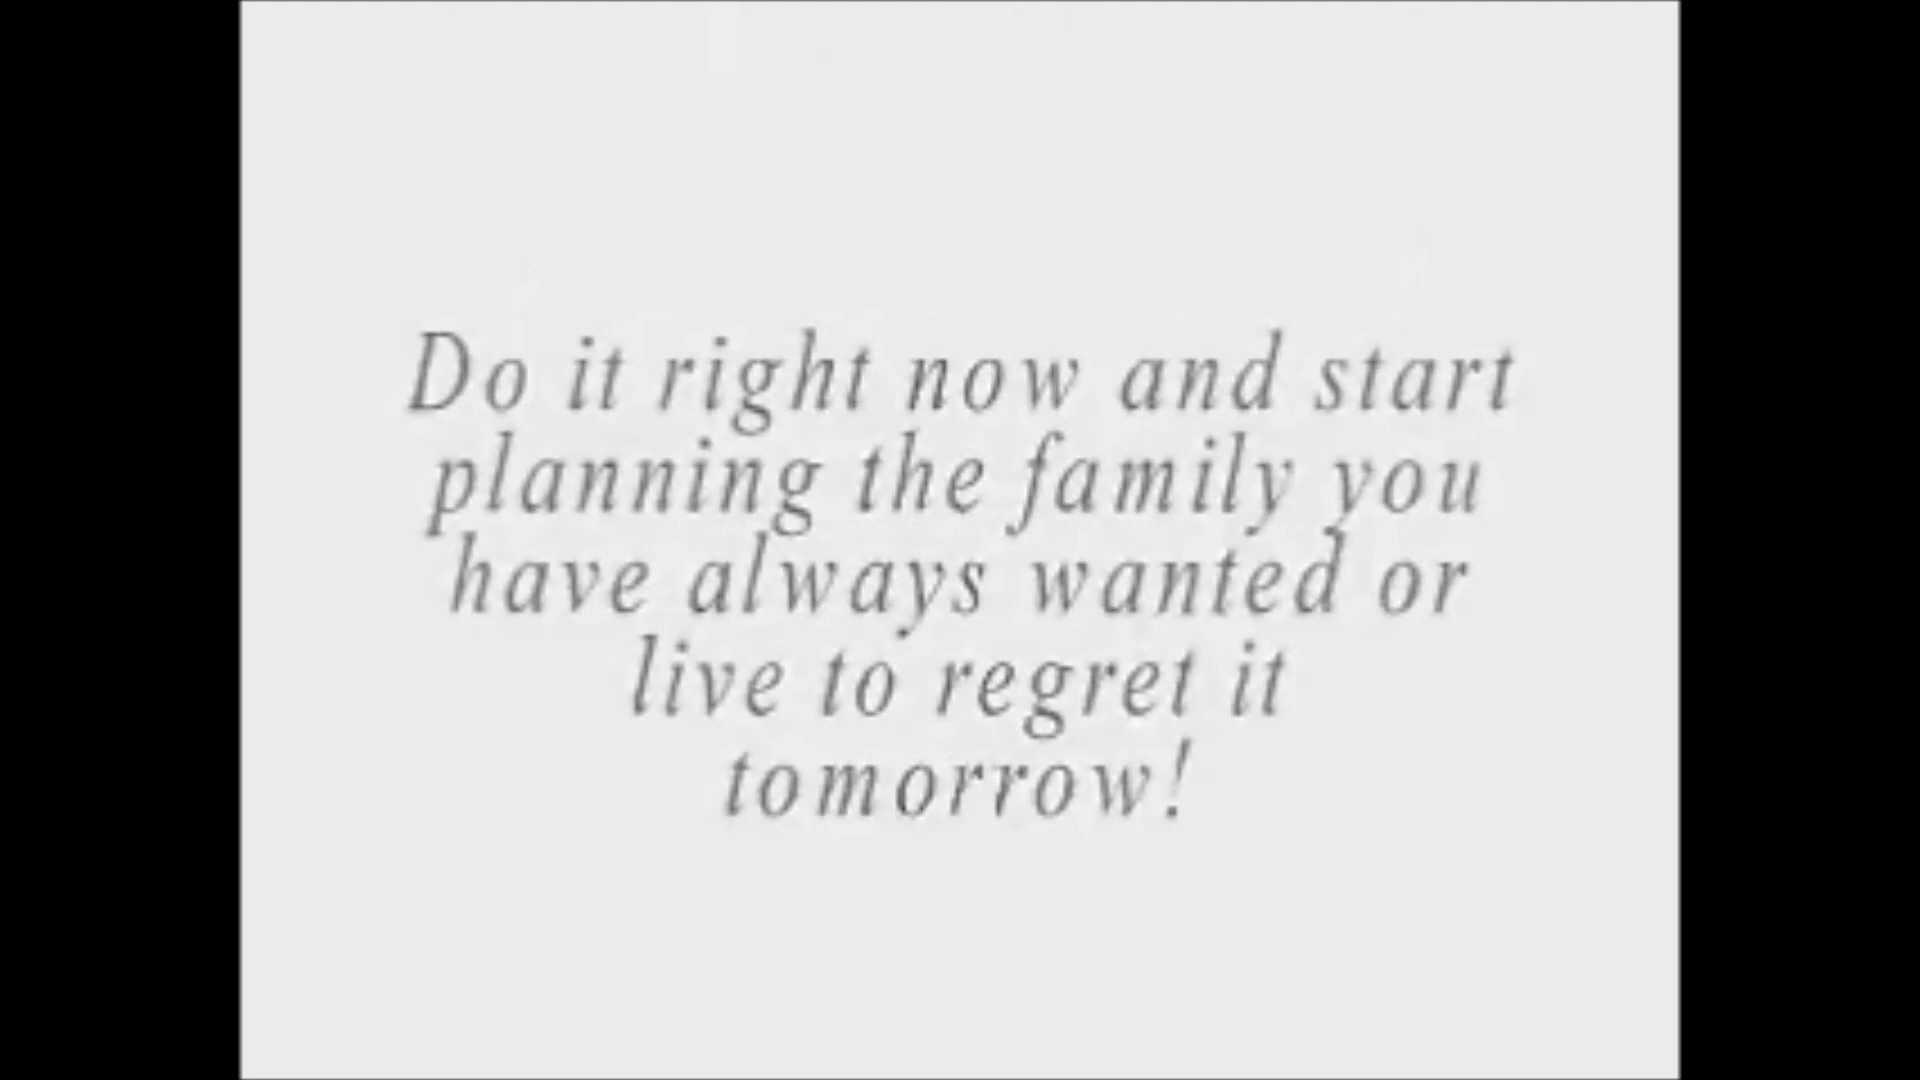 Do it right now and start
planning the family you
have always wanted or
live to regret it
tomorrow!